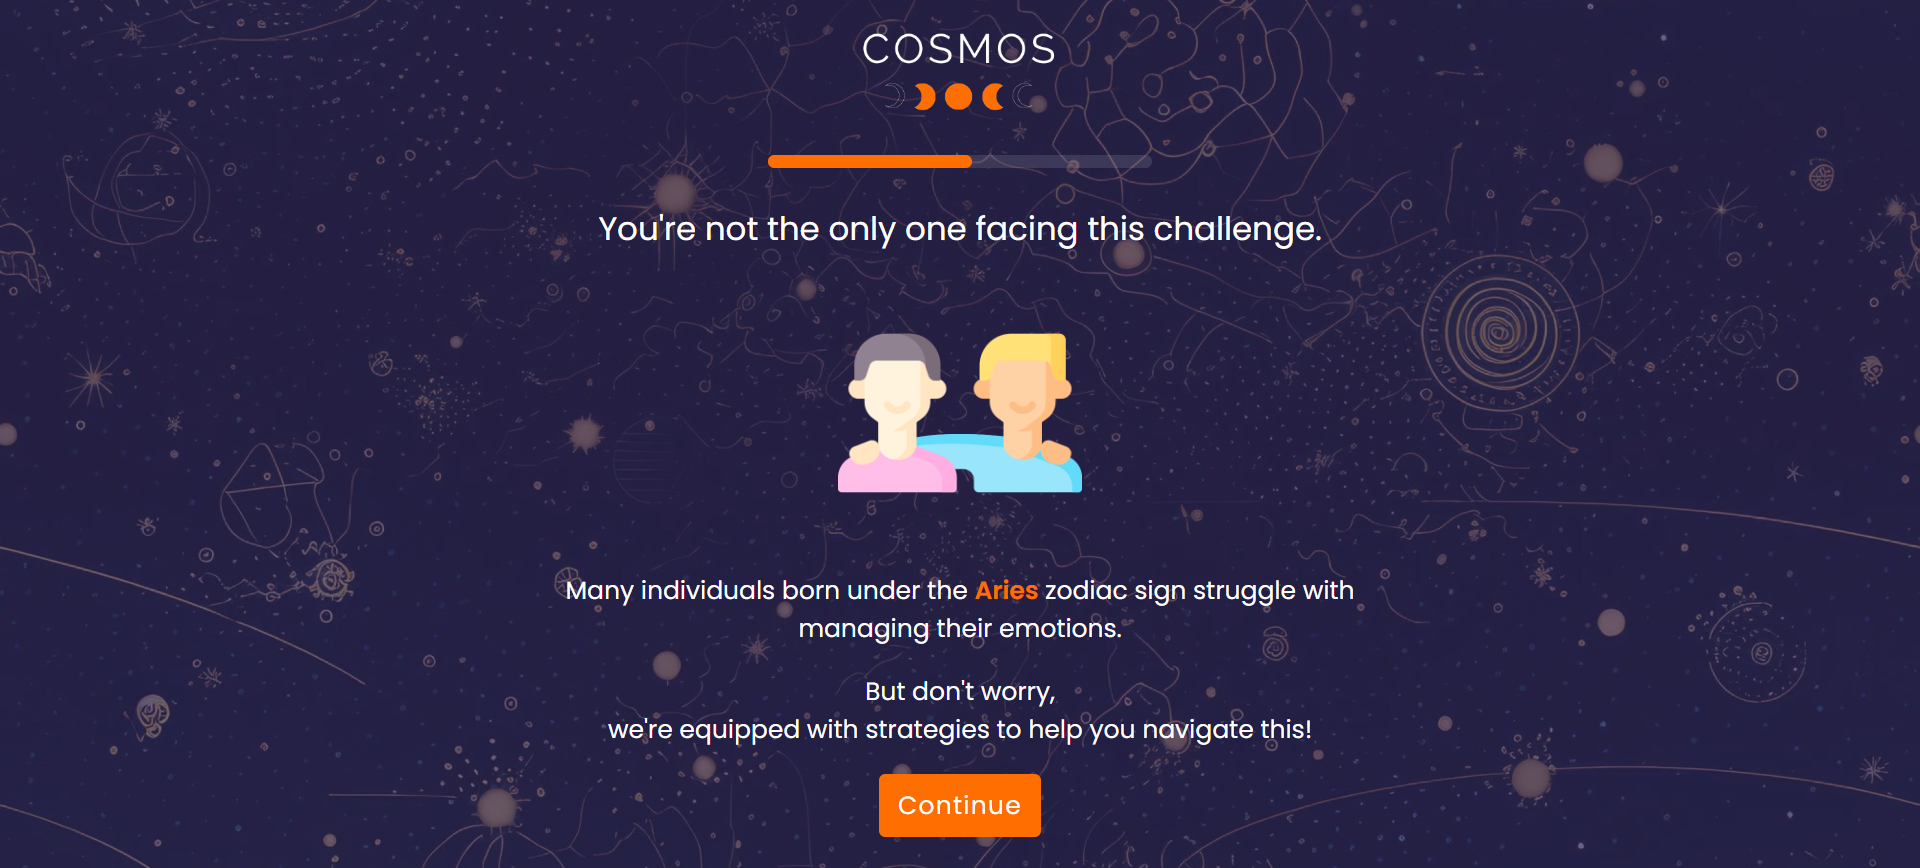 COSMOS
You're not the only one facing this challenge.
Many individuals born under the Aries zodiac sign struggle with
managing their emotions.
But don't worry,
we're equipped with strategies to help you navigate this!
Continue